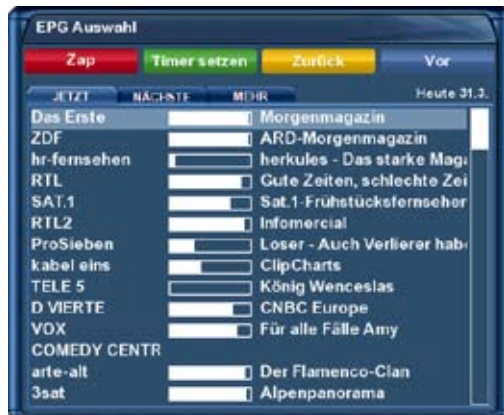 EPG Auswahl
Zap Timer setzen Zurück Vor
JETZT NÄCHSTE MEHR Heute 31.3.
Das Erste Morgenmagazin
ZDF ARD-Morgenmagazin
hr-fernsehen herkules - Das starke Maga
RTL Gute Zeiten, schlechte Zei
SAT.1 Sat.1-Frühstücksfernsehen
RTL2 Infomercial
ProSieben Loser - Auch Verlierer hab
kabel eins ClipCharts
TELE 5 König Wenceslas
D VIERTE CNBC Europe
VOX Für alle Fälle Amy
COMEDY CENTR
arte-alt Der Flamenco-Clan
3sat Alpenpanorama